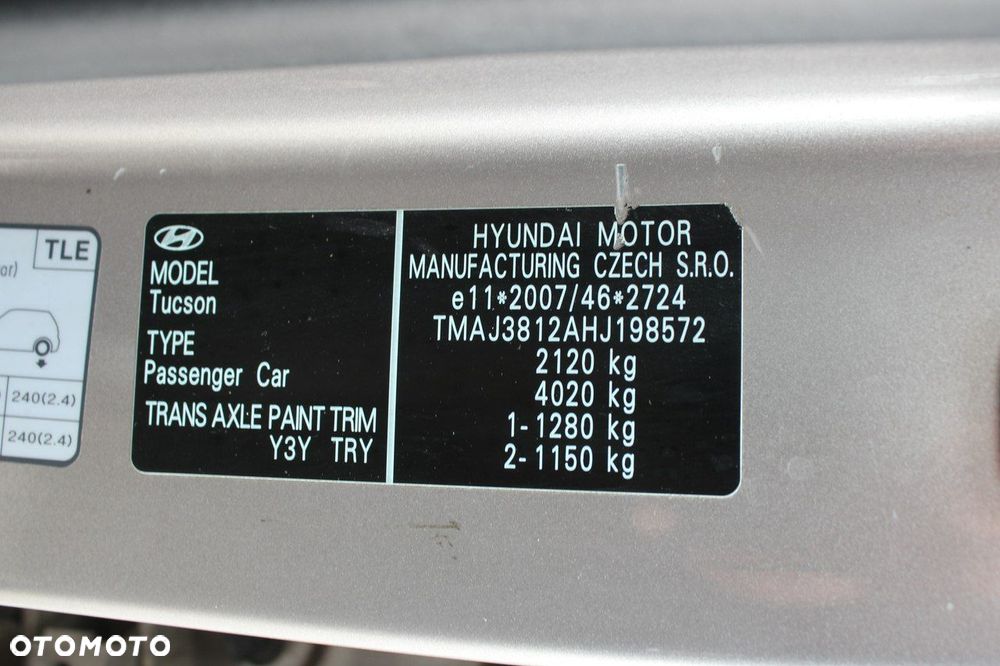 TLE
or)
240(2.4)
240(2.4)
MODEL
Tucson
TYPE
Passenger Car
TRANS AXLE PAINT TRIM
Y3Y TRY
HYUNDAI MOTOR
MANUFACTURING CZECH S.R.O.
e11*2007/46*2724
TMAJ3812AHJ198572
2120 kg
4020 kg
1-1280 kg
2-1150 kg
OTOMOTO